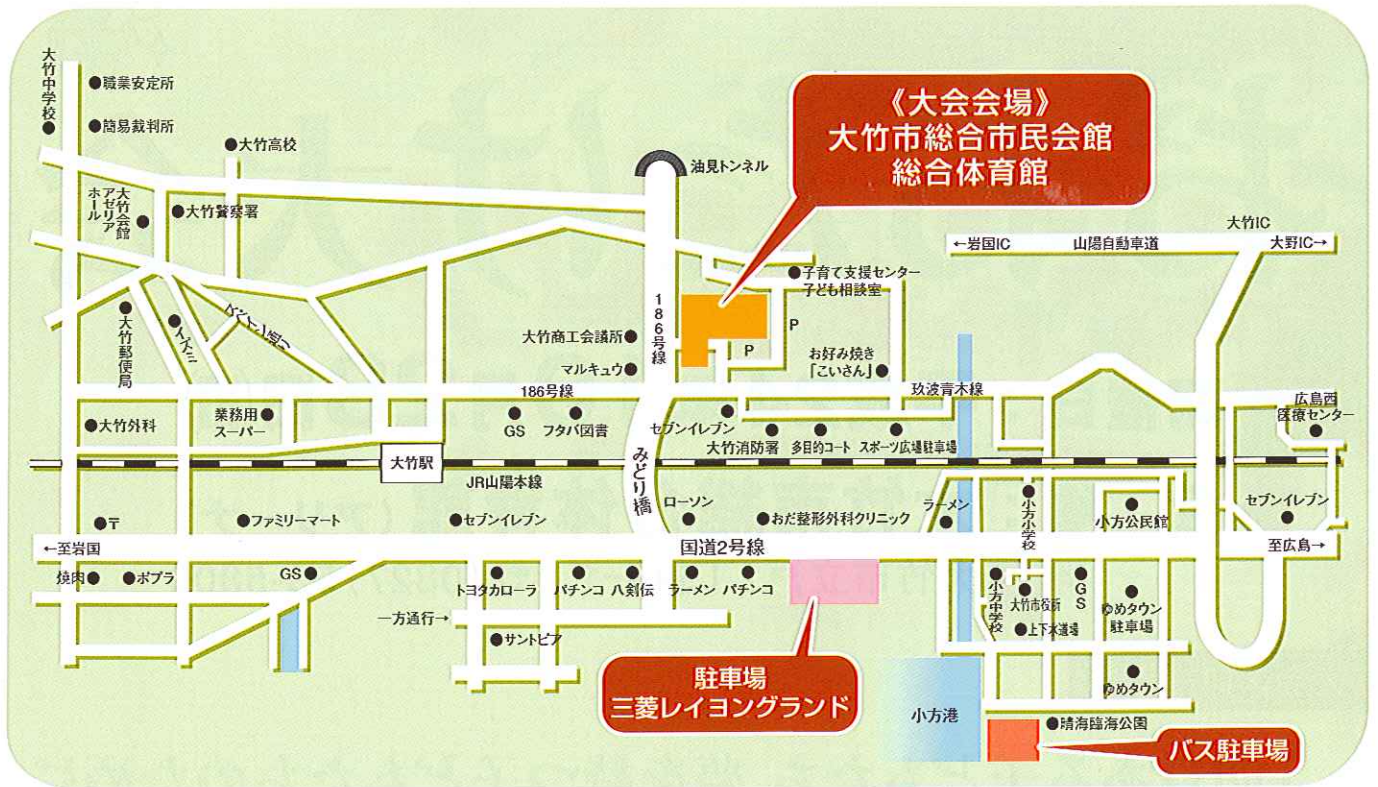 大竹中学校
職業安定所
簡易裁判所
大竹高校
油見トンネル
《大会会場》
大竹市総合市民会館
総合体育館
大竹会館
アゼリア
ホール
大竹警察署
大竹IC
←岩国IC
山陽自動車道
大野IC→
子育て支援センター
子ども相談室
186号線
P
P
大竹郵便局
イズミ
スペイン通り
大竹商工会議所
マルキュウ
お好み焼き
「こいさん」
186号線
玖波青木線
広島西
医療センター
大竹外科
業務用
スーパー
GS
フタバ図書
セブンイレブン
大竹消防署
多目的コート
スポーツ広場駐車場
大竹駅
JR山陽本線
みどり橋
〒
ファミリーマート
セブンイレブン
ローソン
おだ整形外科クリニック
ラーメン
小方小学校
小方公民館
セブンイレブン
←至岩国
国道2号線
至広島→
焼肉
ポプラ
GS
トヨタカローラ
パチンコ
八剣伝
ラーメン
パチンコ
小方中学校
大竹市役所
GS
ゆめタウン
駐車場
一方通行→
サントピア
上下水道場
駐車場
三菱レイヨングランド
ゆめタウン
小方港
晴海臨海公園
バス駐車場